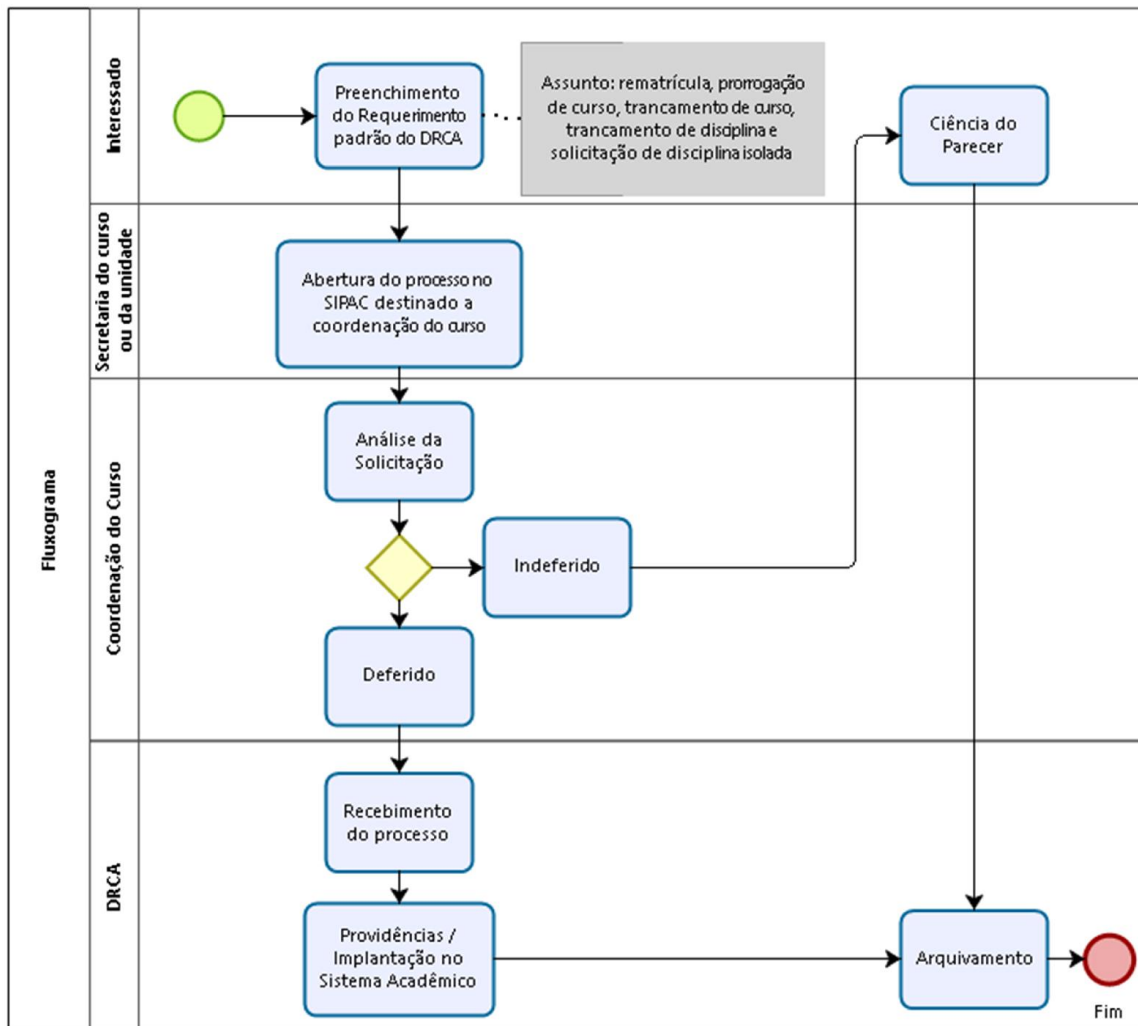 Fluxograma
Interessado
Preenchimento
do Requerimento
padrão do DRCA
Assunto: rematrícula, prorrogação
de curso, trancamento de curso,
trancamento de disciplina e
solicitação de disciplina isolada
Ciência do
Parecer
Secretaria do curso
ou da unidade
Abertura do processo no
SIPAC destinado a
coordenação do curso
Coordenação do Curso
Análise da
Solicitação
Indeferido
Deferido
DRCA
Recebimento
do processo
Providências /
Implantação no
Sistema Acadêmico
Arquivamento
Fim